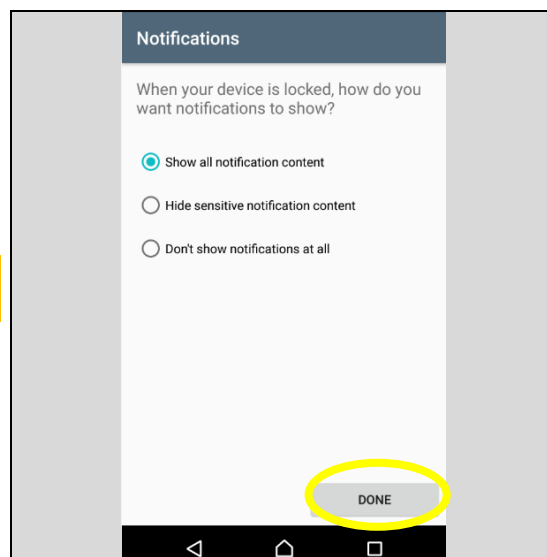 Notifications
When your device is locked, how do you
want notifications to show?
Show all notification content
Hide sensitive notification content
Don't show notifications at all
DONE